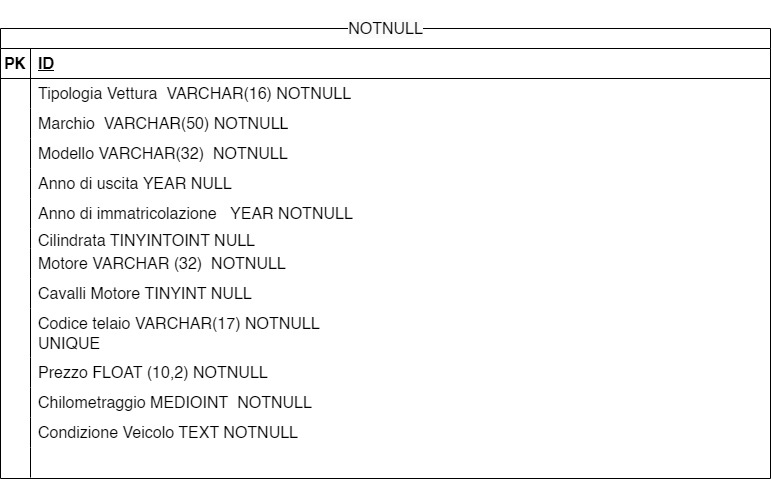 NOTNULL
PK ID
Tipologia Vettura  VARCHAR(16) NOTNULL
Marchio  VARCHAR(50) NOTNULL
Modello VARCHAR(32)  NOTNULL
Anno di uscita YEAR NULL
Anno di immatricolazione   YEAR NOTNULL
Cilindrata TINYINTOINT NULL
Motore VARCHAR (32)  NOTNULL
Cavalli Motore TINYINT NULL
Codice telaio VARCHAR(17) NOTNULL
UNIQUE
Prezzo FLOAT (10,2) NOTNULL
Chilometraggio MEDIOINT  NOTNULL
Condizione Veicolo TEXT NOTNULL